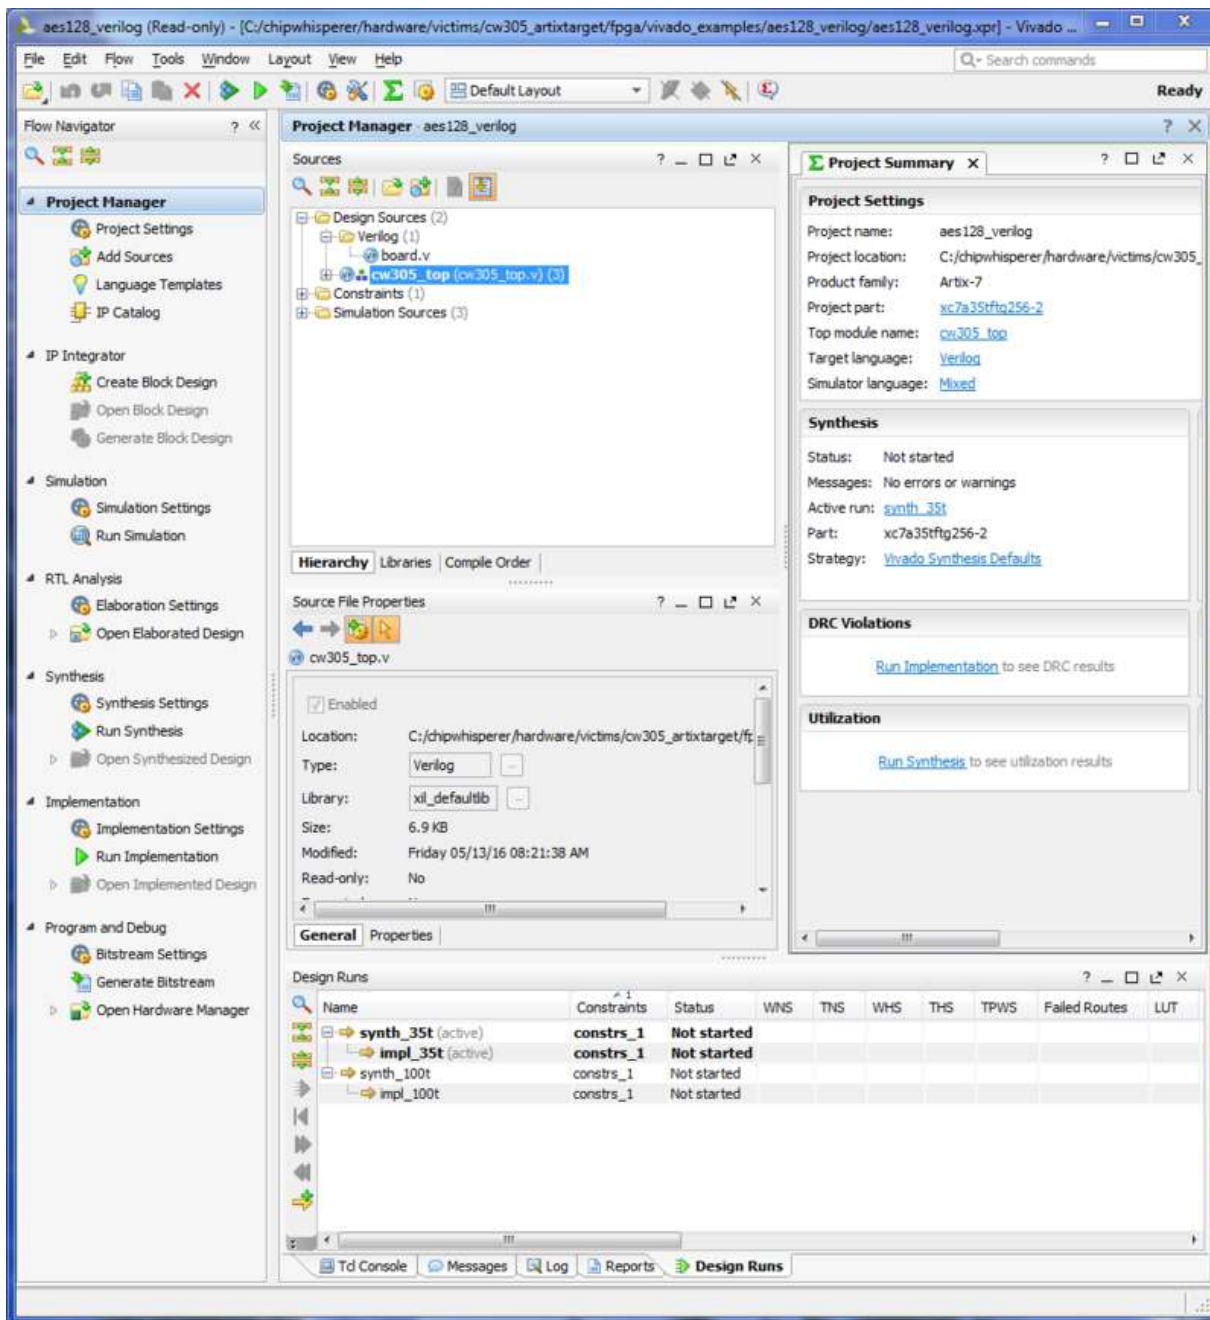 aes128_verilog (Read-only) - [C:/chipwhisperer/hardware/victims/cw305_artixtarget/fpga/vivado_examples/aes128_verilog/aes128_verilog.xpr] - Vivado ...
File Edit Flow Tools Window Layout View Help
Search commands
Default Layout
Ready
Flow Navigator
Project Manager
Project Settings
Add Sources
Language Templates
IP Catalog
IP Integrator
Create Block Design
Open Block Design
Generate Block Design
Simulation
Simulation Settings
Run Simulation
RTL Analysis
Elaboration Settings
Open Elaborated Design
Synthesis
Synthesis Settings
Run Synthesis
Open Synthesized Design
Implementation
Implementation Settings
Run Implementation
Open Implemented Design
Program and Debug
Bitstream Settings
Generate Bitstream
Open Hardware Manager
Project Manager - aes128_verilog
Sources
Design Sources (2)
Verilog (1)
board.v
cw305_top (cw305_top.v) (3)
Constraints (1)
Simulation Sources (3)
Hierarchy Libraries Compile Order
Source File Properties
cw305_top.v
Enabled
Location: C:/chipwhisperer/hardware/victims/cw305_artixtarget/
Type: Verilog
Library: xil_defaultlib
Size: 6.9 KB
Modified: Friday 05/13/16 08:21:38 AM
Read-only: No
General Properties
Project Summary
Project Settings
Project name: aes128_verilog
Project location: C:/chipwhisperer/hardware/victims/cw305_
Product family: Artix-7
Project part: xc7a35tftg256-2
Top module name: cw305_top
Target language: Verilog
Simulator language: Mixed
Synthesis
Status: Not started
Messages: No errors or warnings
Active run: synth_35t
Part: xc7a35tftg256-2
Strategy: Vivado Synthesis Defaults
DRC Violations
Run Implementation to see DRC results
Utilization
Run Synthesis to see utilization results
Design Runs
Name Constraints 1 Status WNS TNS WHS THS TPWS Failed Routes LUT
synth_35t (active) constrs_1 Not started
impl_35t (active) constrs_1 Not started
synth_100t constrs_1 Not started
impl_100t constrs_1 Not started
Tcl Console Messages Log Reports Design Runs